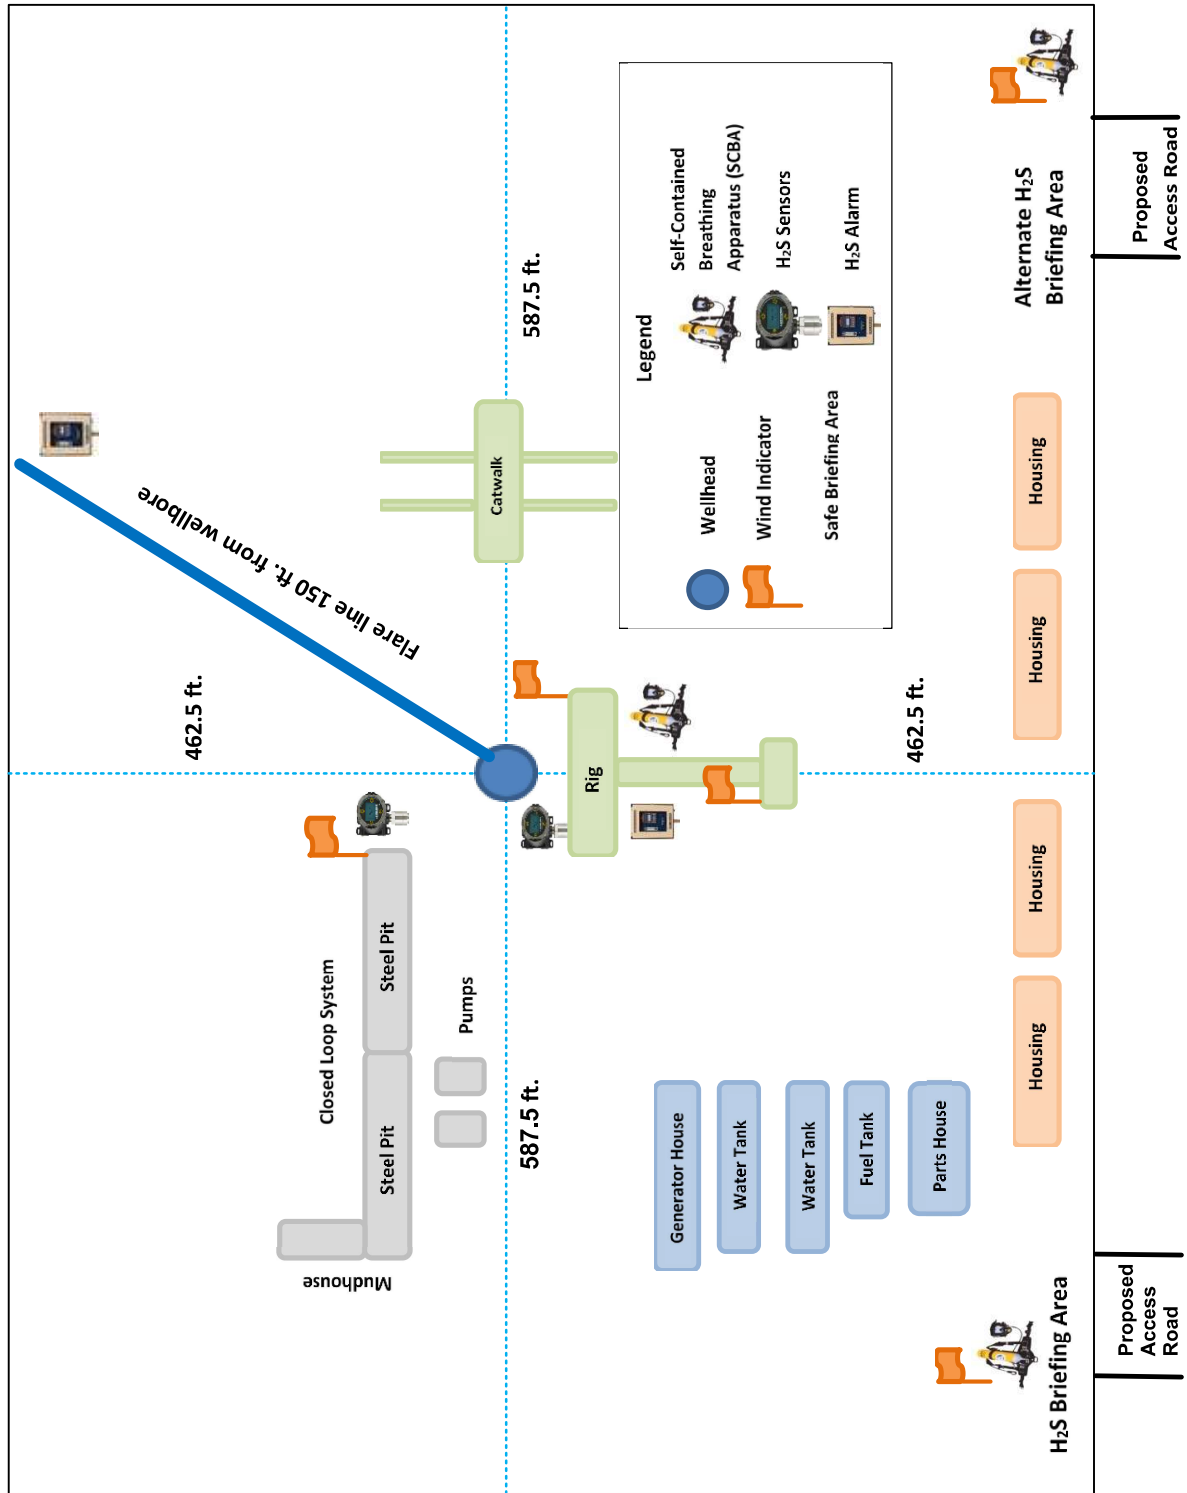 Flare line 150 ft. from wellbore
462.5 ft.
587.5 ft.
Catwalk
Closed Loop System
Steel Pit
Steel Pit
Mudhouse
Pumps
587.5 ft.
Rig
462.5 ft.
Legend
Wellhead
Wind Indicator
Safe Briefing Area
Self-Contained
Breathing
Apparatus (SCBA)
H₂S Sensors
H₂S Alarm
Generator House
Water Tank
Water Tank
Fuel Tank
Parts House
Housing
Housing
Housing
Housing
H₂S Briefing Area
Alternate H₂S
Briefing Area
Proposed
Access
Road
Proposed
Access Road